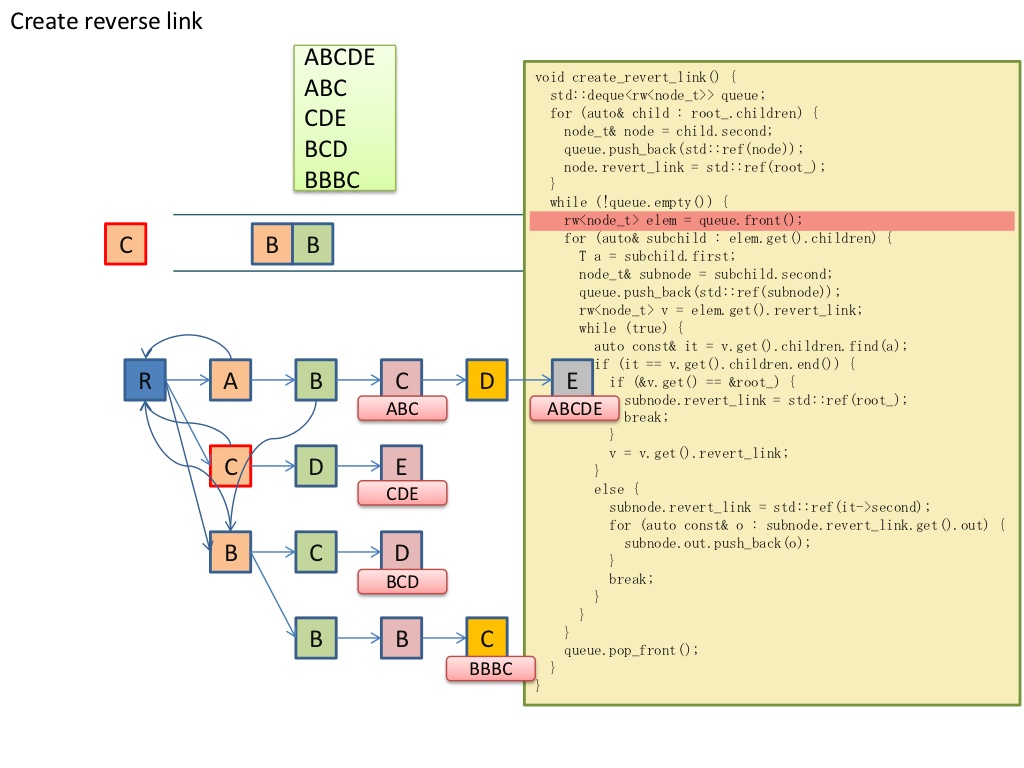 Create reverse link
ABCDE
ABC
CDE
BCD
BBBC
C
B B
R A B C D E
ABC
ABCDE
C D E
CDE
B C D
BCD
B B C
BBBC
void create_revert_link() {
std::deque<rw<node_t>> queue;
for (auto& child : root_.children) {
node_t& node = child.second;
queue.push_back(std::ref(node));
node.revert_link = std::ref(root_);
}
while (!queue.empty()) {
rw<node_t> elem = queue.front();
for (auto& subchild : elem.get().children) {
T a = subchild.first;
node_t& subnode = subchild.second;
queue.push_back(std::ref(subnode));
rw<node_t> v = elem.get().revert_link;
while (true) {
auto const& it = v.get().children.find(a);
if (it == v.get().children.end()) {
if (&v.get() == &root_) {
subnode.revert_link = std::ref(root_);
break;
}
v = v.get().revert_link;
}
else {
subnode.revert_link = std::ref(it->second);
for (auto const& o : subnode.revert_link.get().out) {
subnode.out.push_back(o);
}
break;
}
}
}
queue.pop_front();
}
}